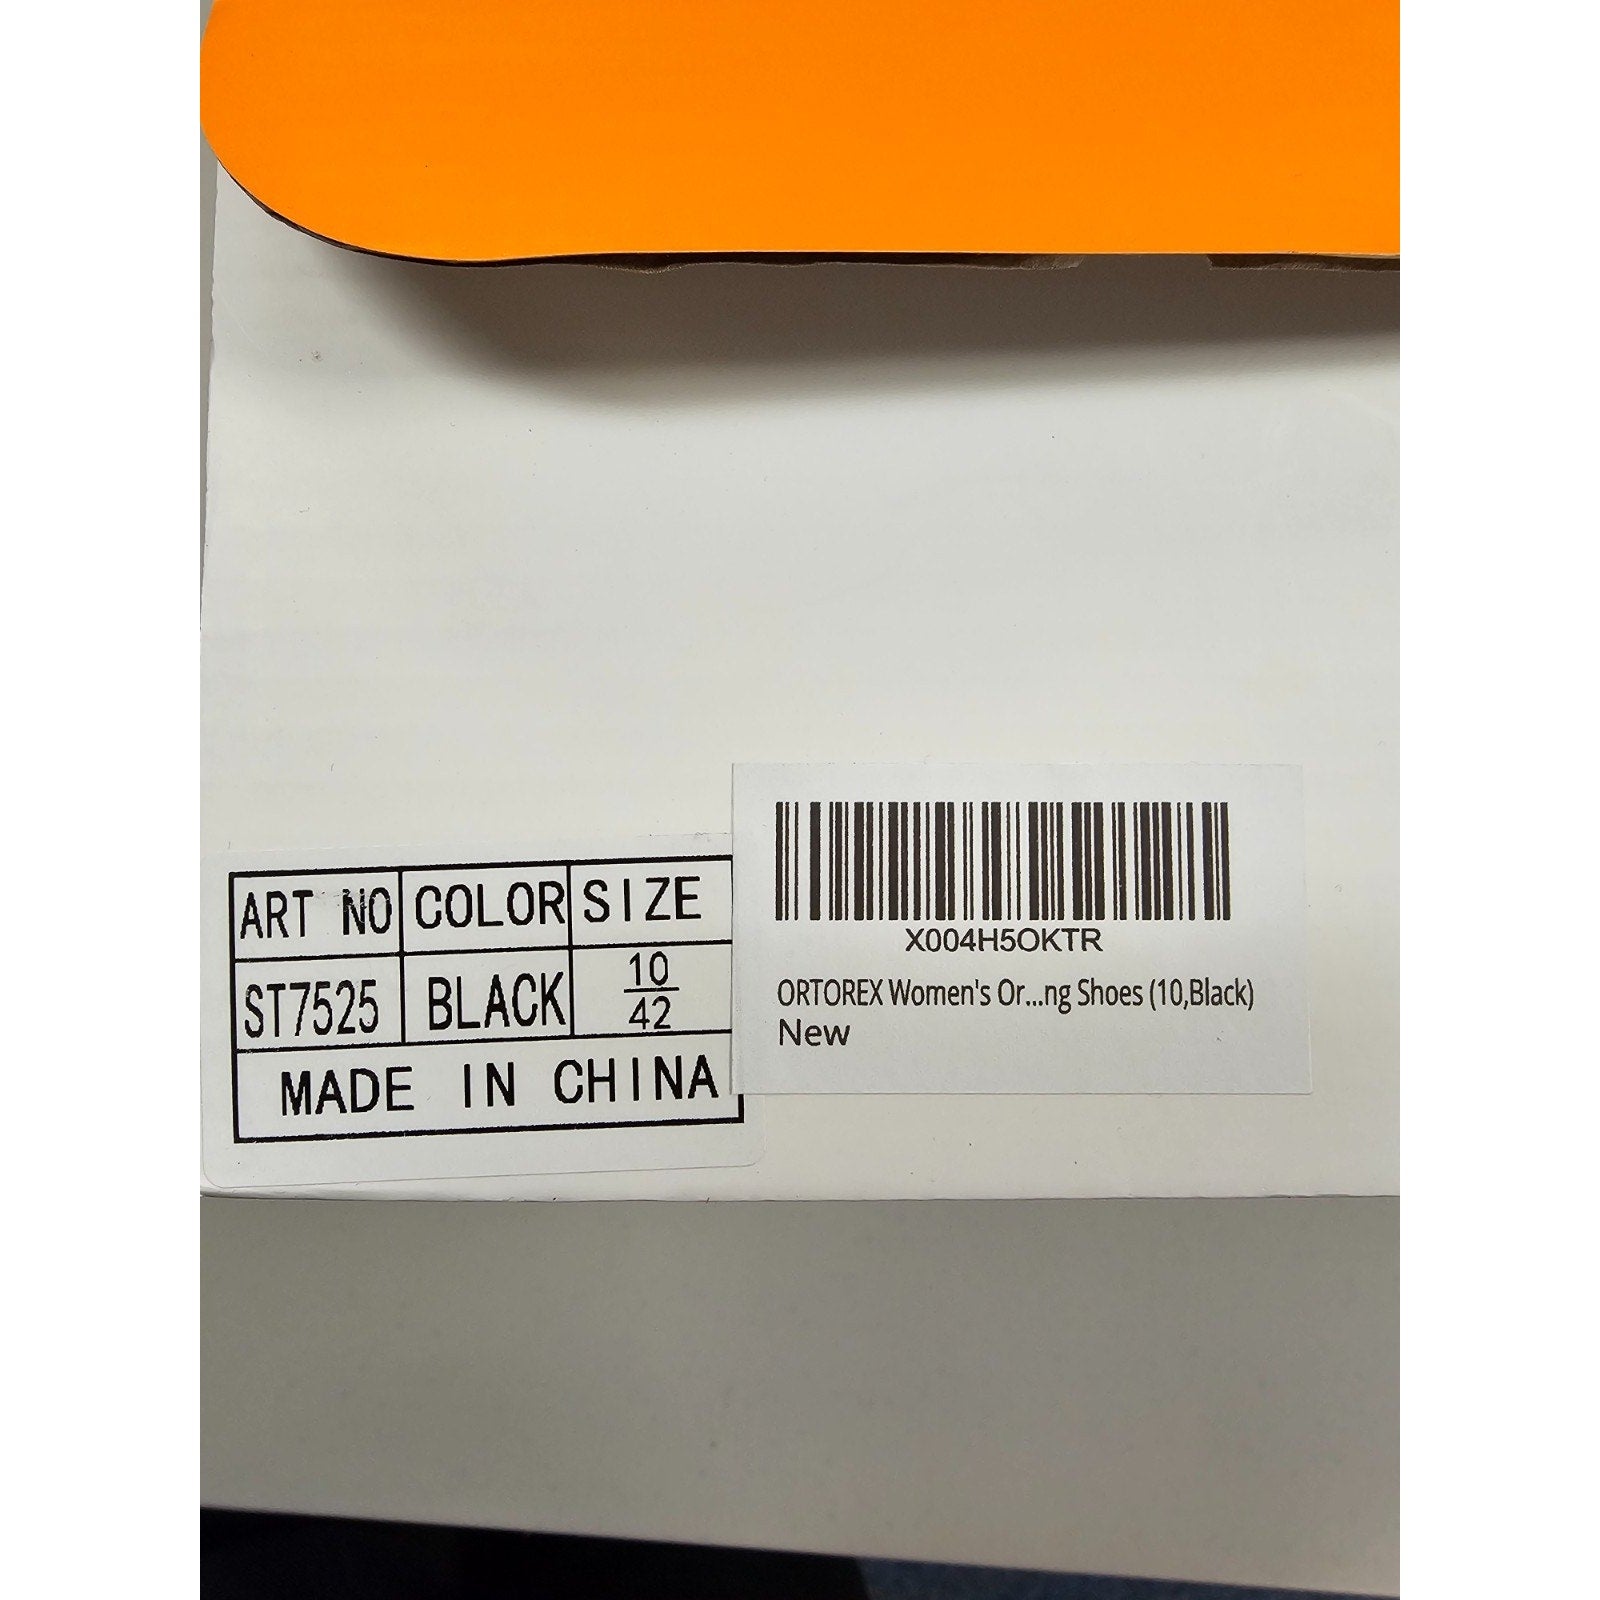 ART NO COLOR SIZE
ST7525 BLACK 10
42
MADE IN CHINA
X004H5OKTR
ORTOREX Women's Or...ng Shoes (10,Black)
New